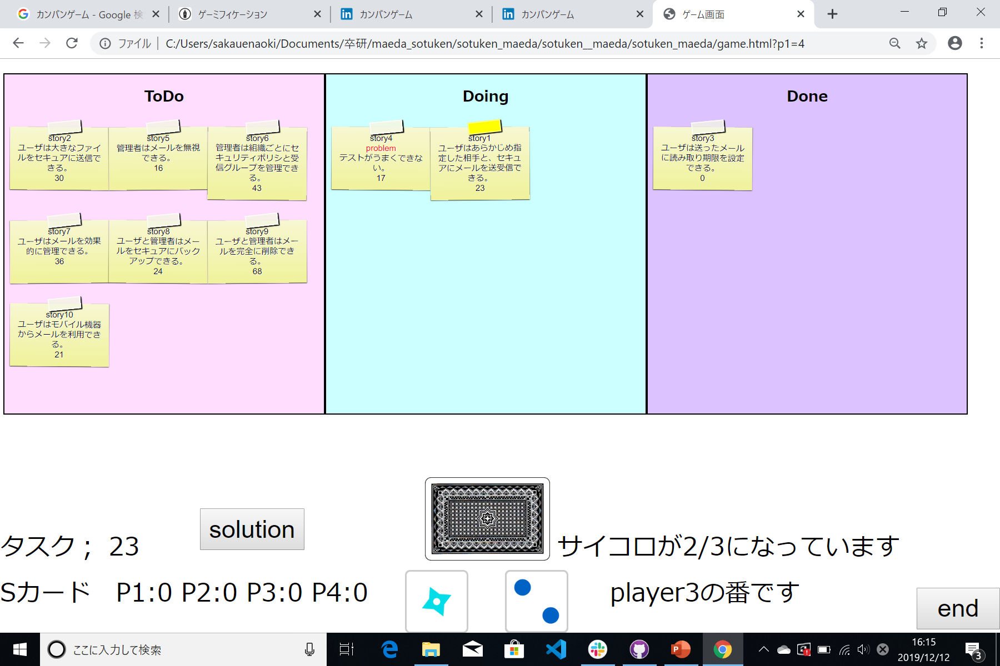 カンバンゲーム - Google 検
ゲーミフィケーション
カンバンゲーム
カンバンゲーム
ゲーム画面
ファイル
C:/Users/sakauenaoki/Documents/卒研/maeda_sotuken/sotuken_maeda/sotuken__maeda/sotuken_maeda/game.html?p1=4
ToDo
story2
ユーザは大きなファイ
ルをセキュアに送信で
きる。
30
story5
管理者はメールを無視
できる。
16
story6
管理者は組織ごとにセ
キュリティポリシと受
信グループを管理でき
る。
43
story7
ユーザはメールを効果
的に管理できる。
36
story8
ユーザと管理者はメー
ルをセキュアにバック
アップできる。
24
story9
ユーザと管理者はメー
ルを完全に削除でき
る。
68
story10
ユーザはモバイル機器
からメールを利用でき
る。
21
Doing
story4
problem
テストがうまくできな
い。
17
story1
ユーザはあらかじめ指
定した相手と、セキュ
アにメールを送受信で
きる。
23
Done
story3
ユーザは送ったメール
に読み取り期限を設定
できる。
0
タスク； 23
solution
サイコロが2/3になっています
Sカード　P1:0 P2:0 P3:0 P4:0
player3の番です
end
ここに入力して検索
16:15
2019/12/12
3